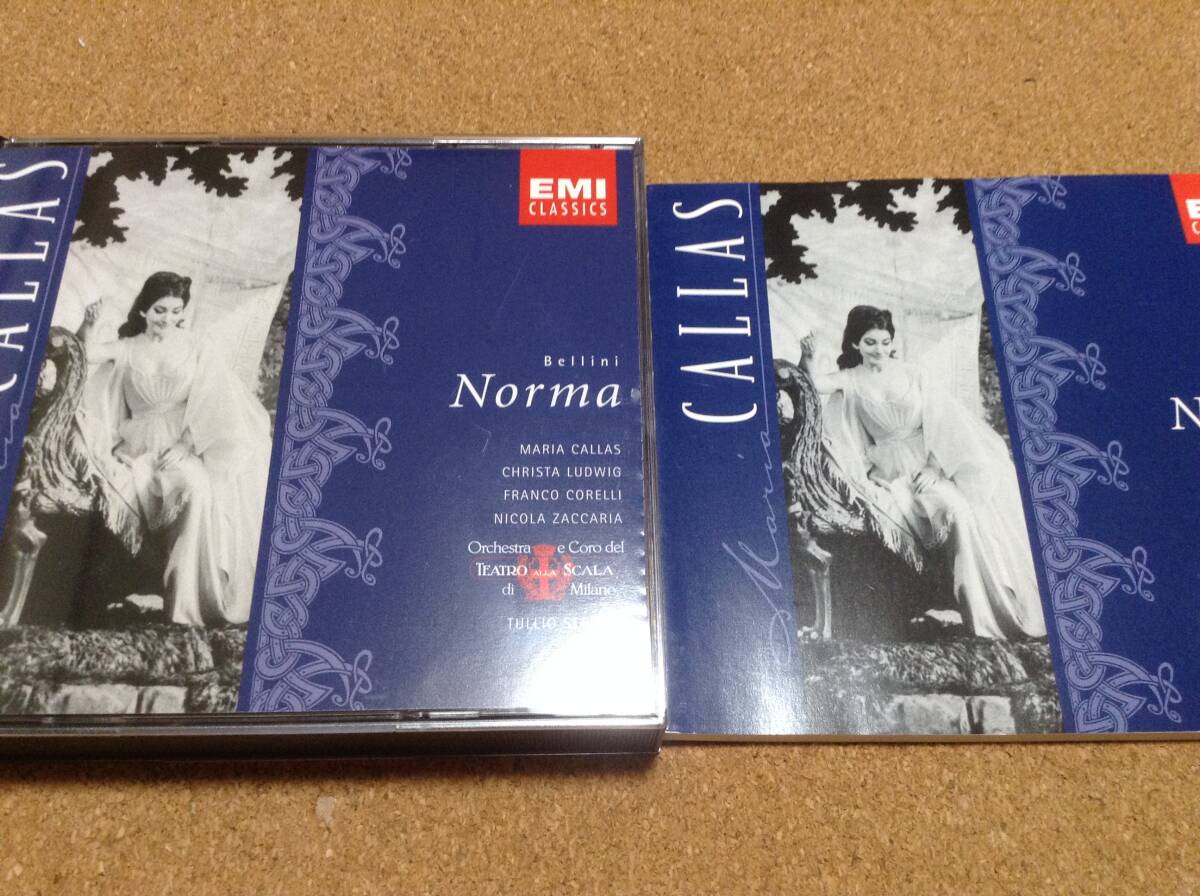 CALLAS
EMI
CLASSICS
Bellini
Norma
MARIA CALLAS
CHRISTA LUDWIG
FRANCO CORELLI
NICOLA ZACCARIA
Orchestra e Coro del
TEATRO ALLA SCALA
di Milano
TULLIO
CALLAS
Maria